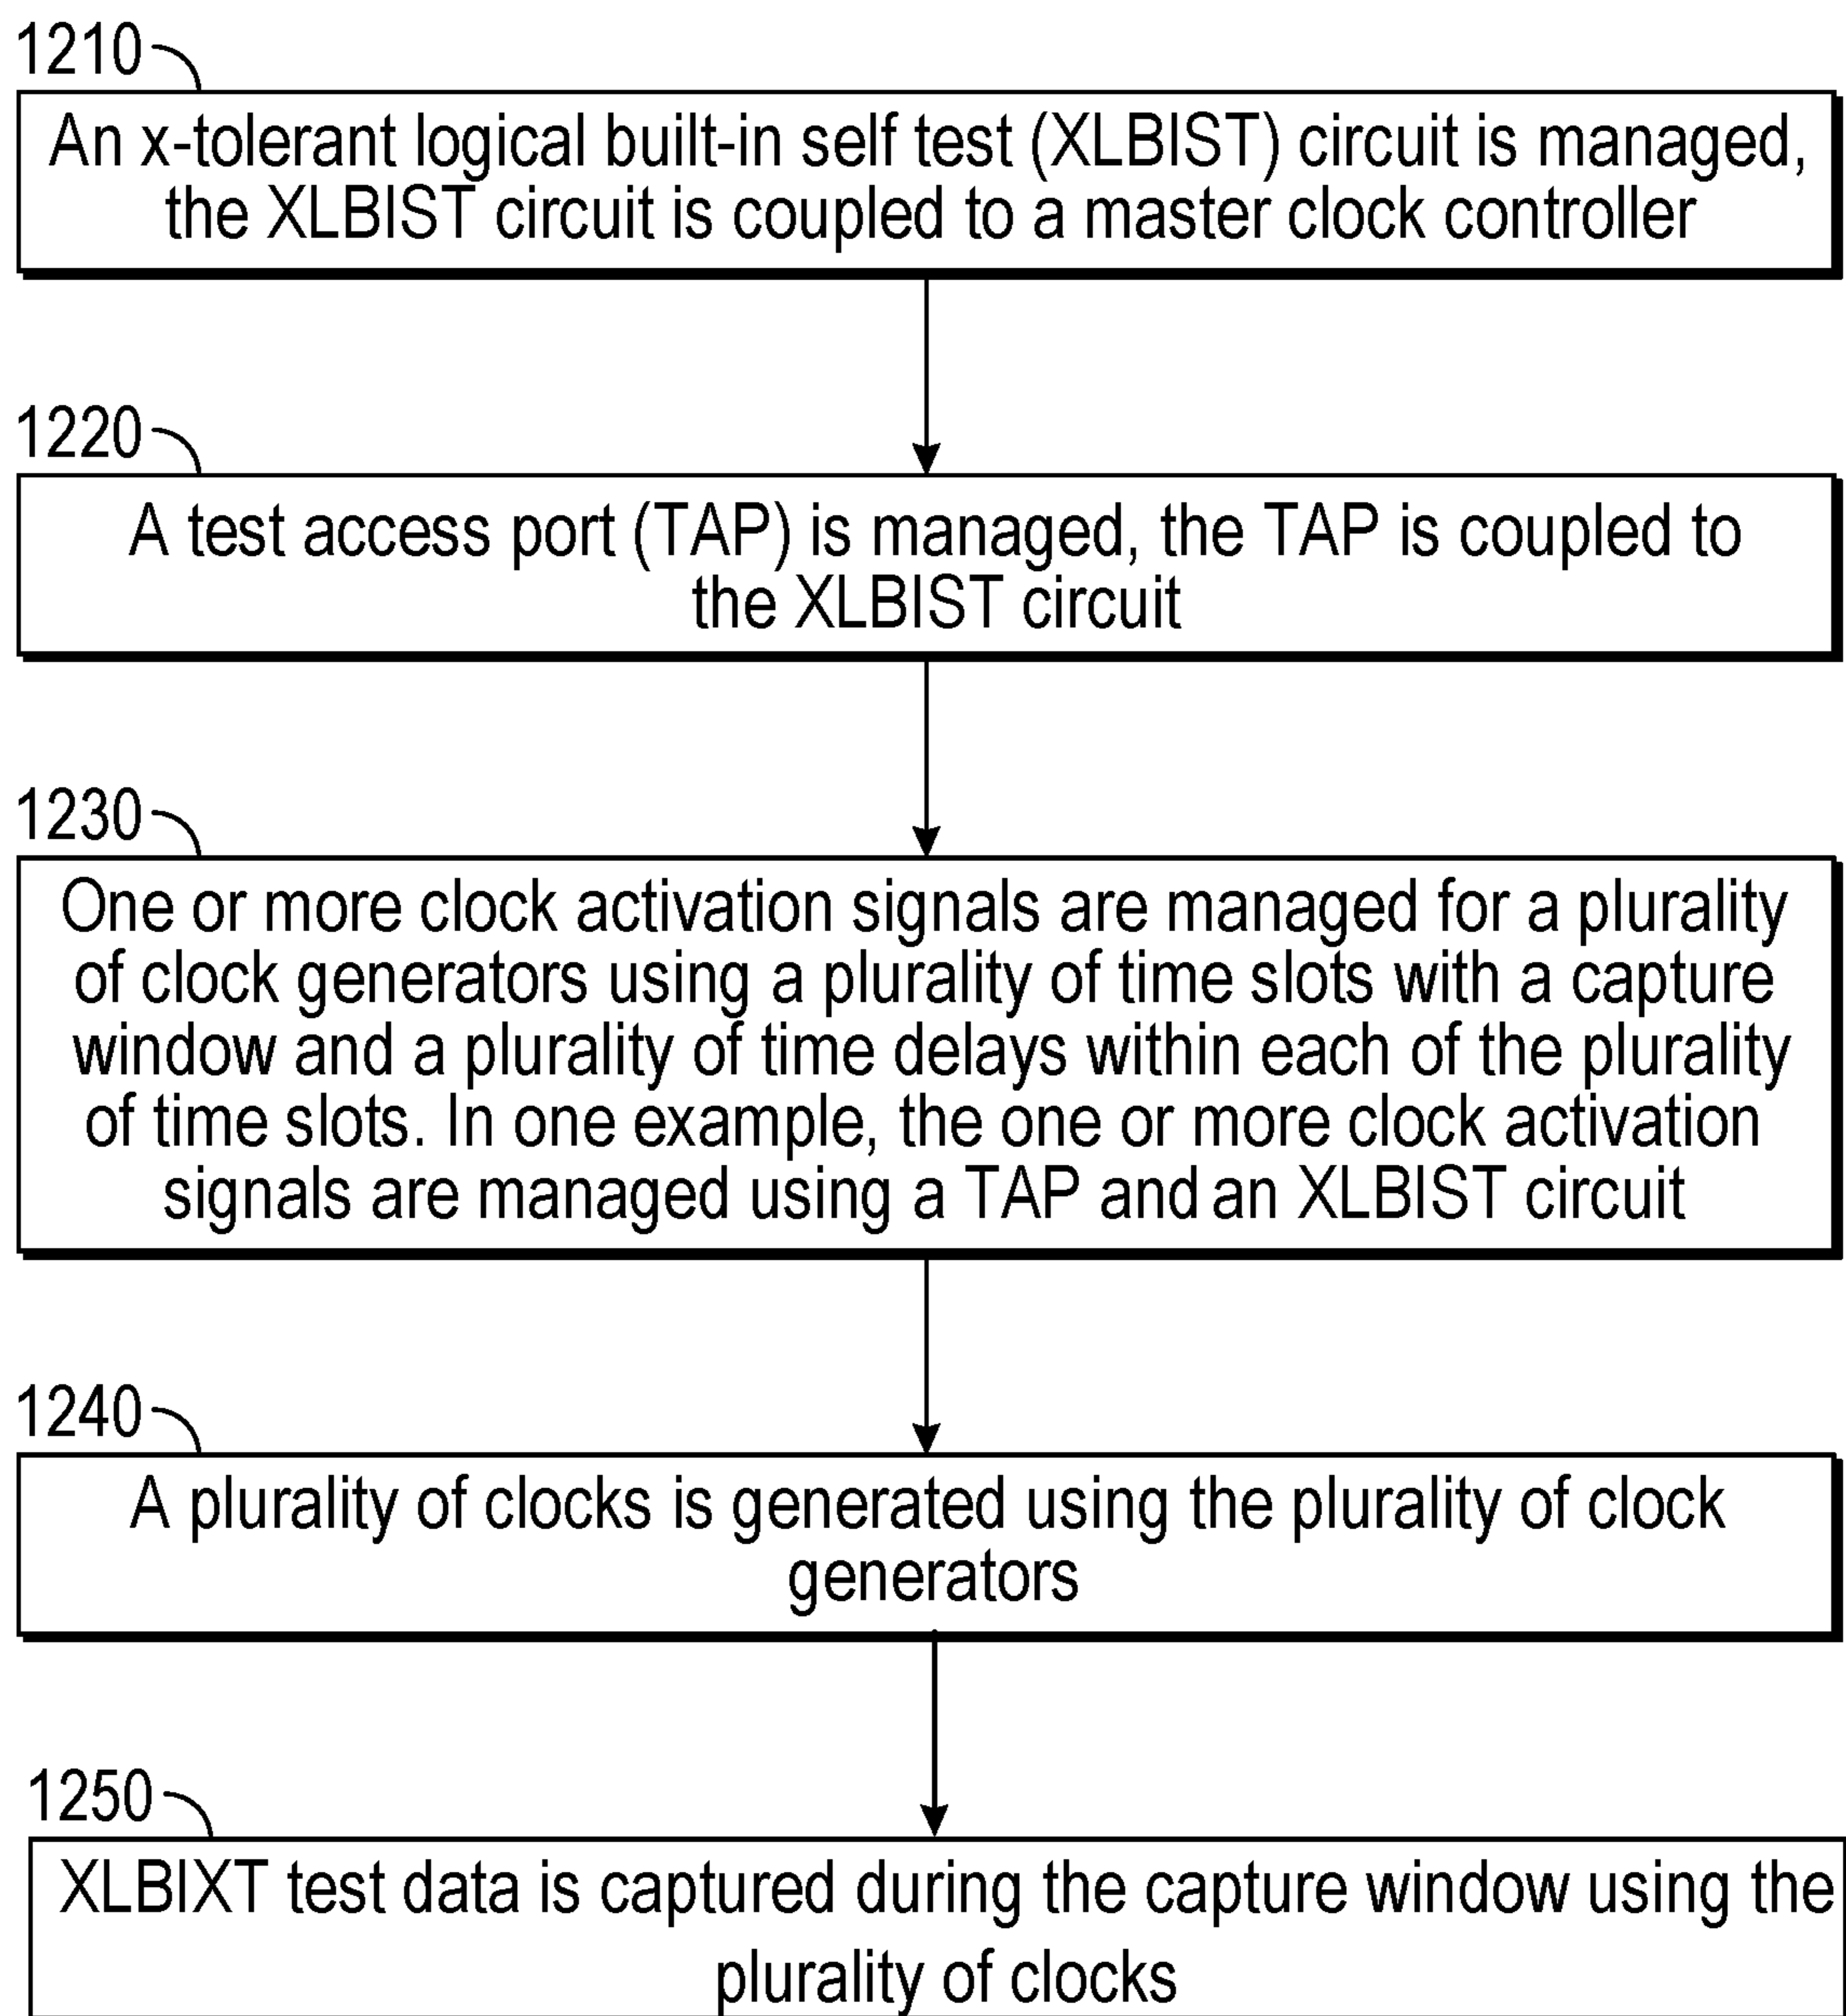 1210
An x-tolerant logical built-in self test (XLBIST) circuit is managed,
the XLBIST circuit is coupled to a master clock controller
1220
A test access port (TAP) is managed, the TAP is coupled to
the XLBIST circuit
1230
One or more clock activation signals are managed for a plurality
of clock generators using a plurality of time slots with a capture
window and a plurality of time delays within each of the plurality
of time slots. In one example, the one or more clock activation
signals are managed using a TAP and an XLBIST circuit
1240
A plurality of clocks is generated using the plurality of clock
generators
1250
XLBIXT test data is captured during the capture window using the
plurality of clocks